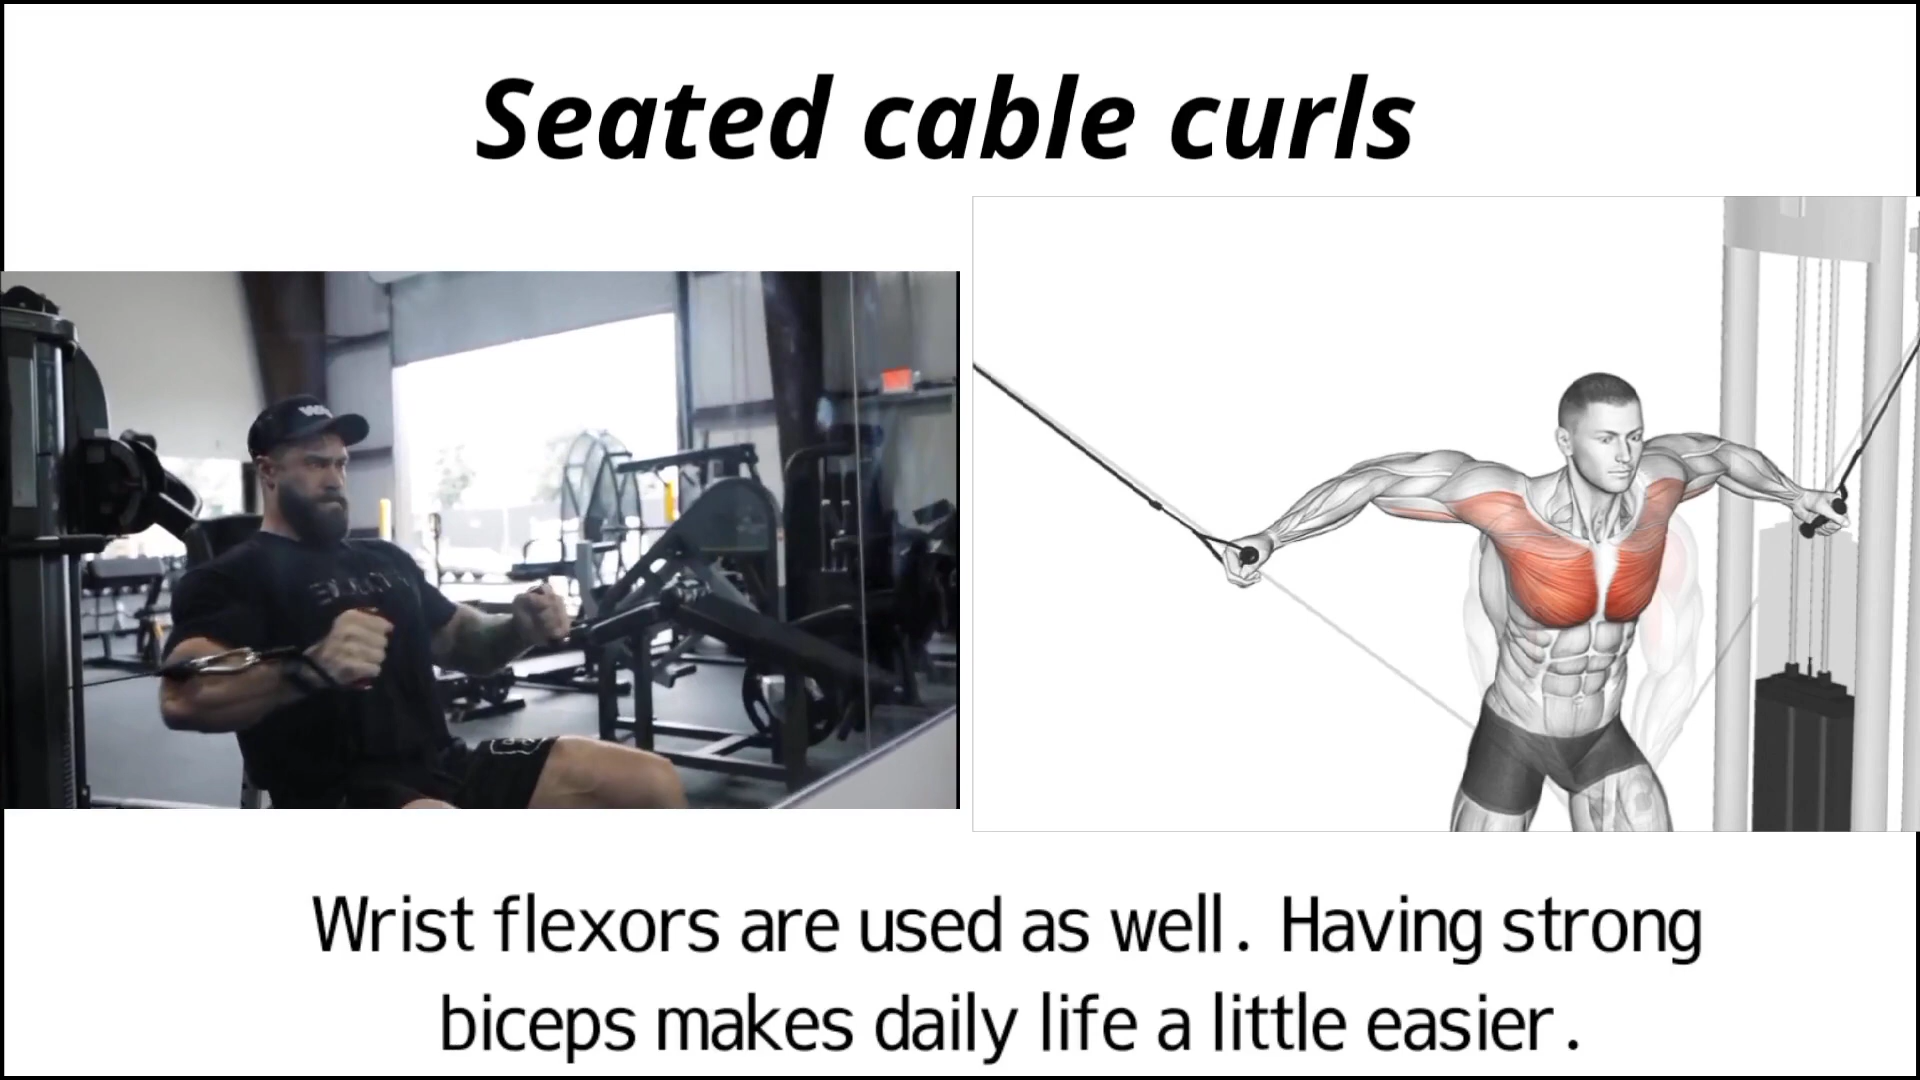 Seated cable curls
Wrist flexors are used as well. Having strong
biceps makes daily life a little easier.